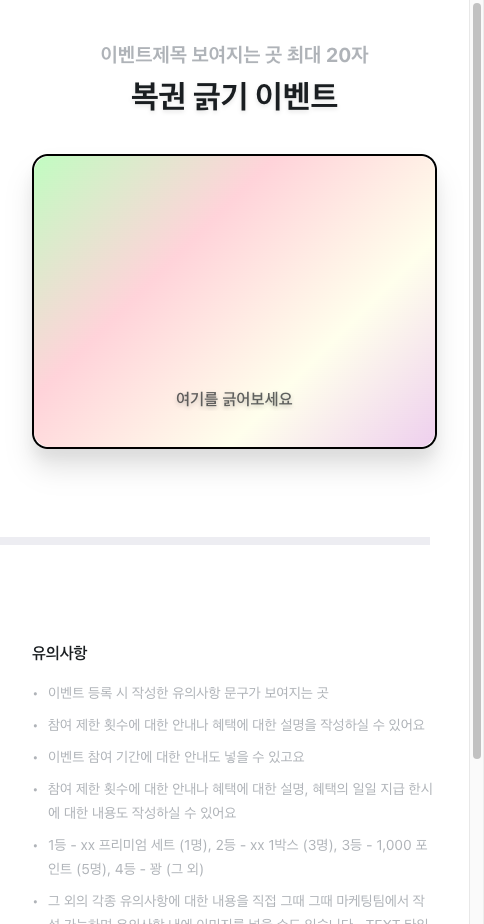 이벤트제목 보여지는 곳 최대 20자
복권 긁기 이벤트
여기를 긁어보세요
유의사항
• 이벤트 등록 시 작성한 유의사항 문구가 보여지는 곳
• 참여 제한 횟수에 대한 안내나 혜택에 대한 설명을 작성하실 수 있어요
• 이벤트 참여 기간에 대한 안내도 넣을 수 있고요
• 참여 제한 횟수에 대한 안내나 혜택에 대한 설명, 혜택의 일일 지급 한시
에 대한 내용도 작성하실 수 있어요
• 1등 - xx 프리미엄 세트 (1명), 2등 - xx 1박스 (3명), 3등 - 1,000 포
인트 (5명), 4등 - 꽝 (그 외)
• 그 외의 각종 유의사항에 대한 내용을 직접 그때 그때 마케팅팀에서 작
성 가능하며 유의사항 내에 이미지를 넣을 수도 있습니다